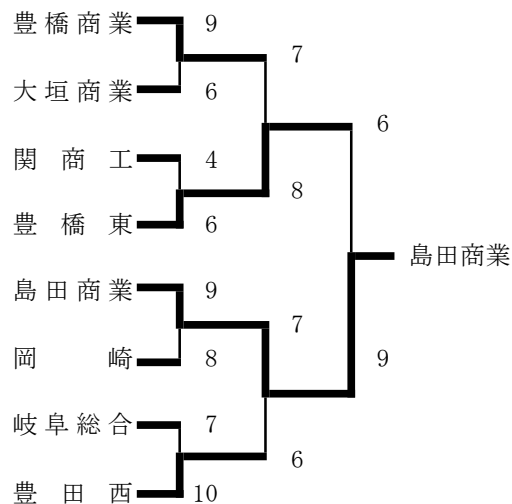 豊橋商業 9
7
大垣商業 6
6
関商工 4
8
豊橋東 6
島田商業
島田商業 9
7
岡崎 8
9
岐阜総合 7
6
豊田西 10